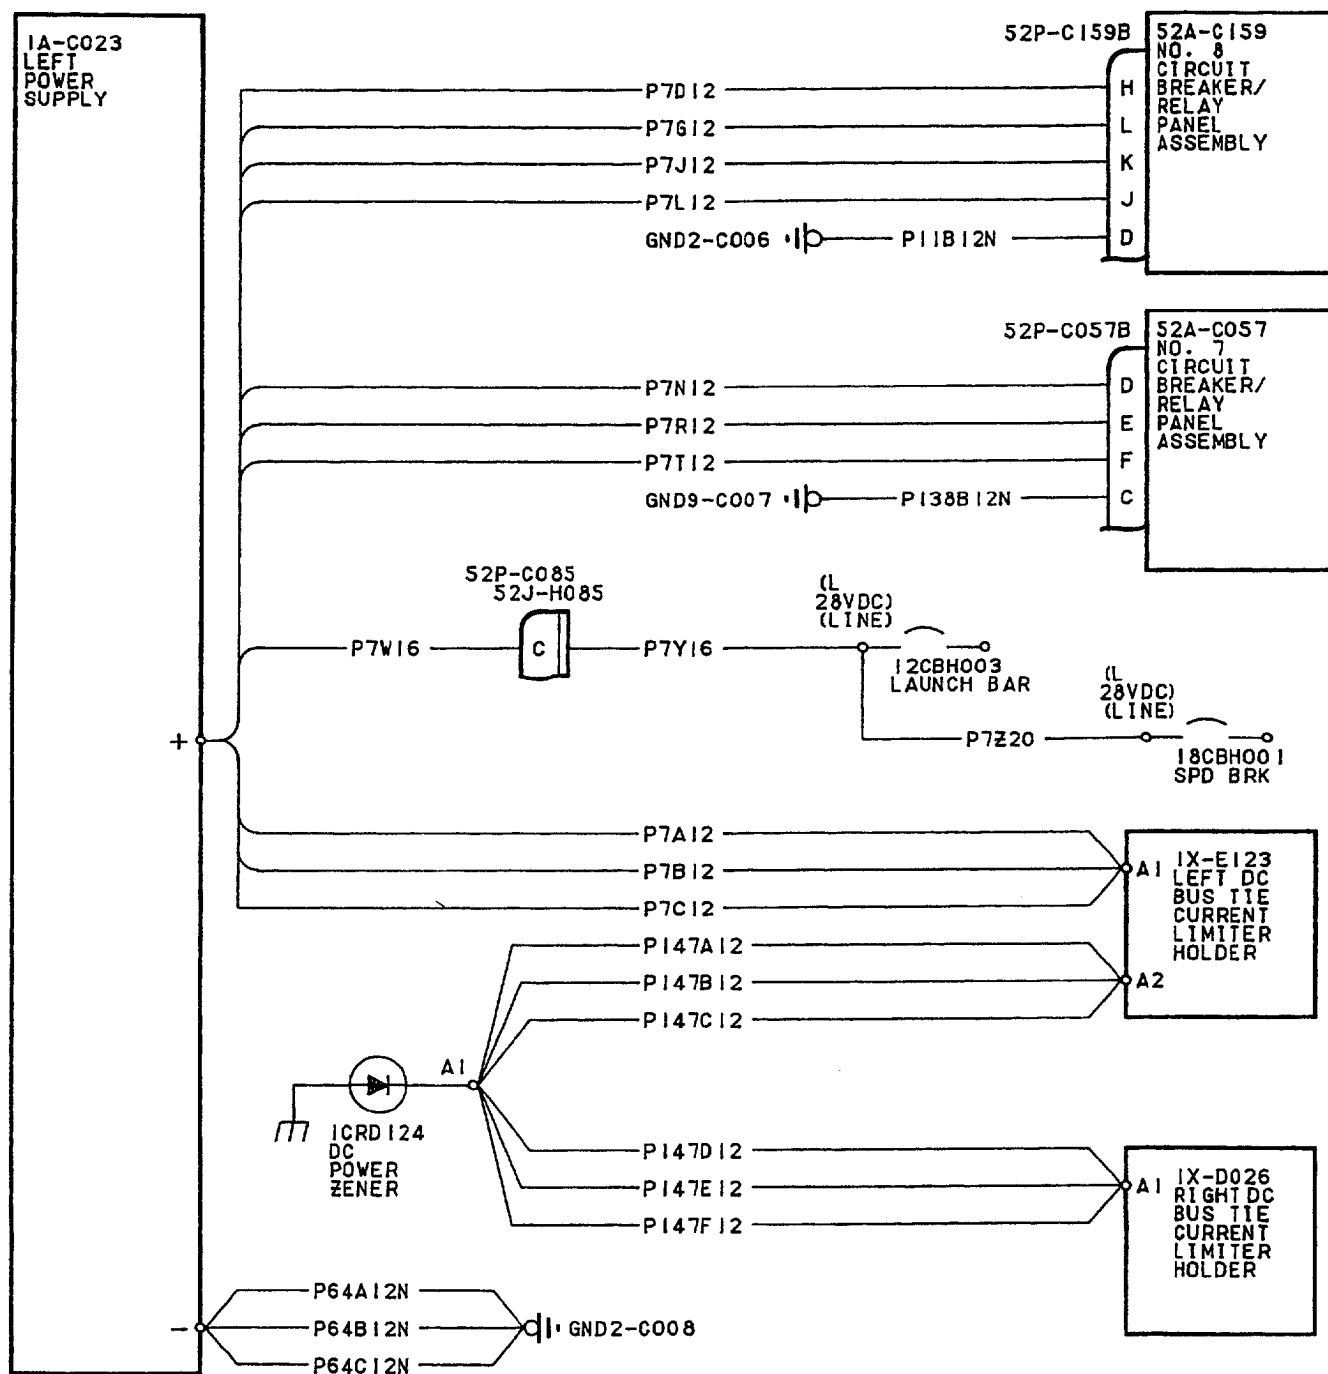 1A-C023
LEFT
POWER
SUPPLY
52P-C159B
52A-C159
NO. 8
CIRCUIT
BREAKER/
RELAY
PANEL
ASSEMBLY
P7D12
H
P7G12
L
P7J12
K
P7L12
J
GND2-C006
P11B12N
D
52P-C057B
52A-C057
NO. 7
CIRCUIT
BREAKER/
RELAY
PANEL
ASSEMBLY
P7N12
D
P7R12
E
P7T12
F
GND9-C007
P138B12N
C
52P-C085
52J-H085
P7W16
C
P7Y16
(L
28VDC)
(LINE)
12CBH003
LAUNCH BAR
(L
28VDC)
(LINE)
P7Z20
18CBH001
SPD BRK
+
P7A12
P7B12
P7C12
A1
1X-E123
LEFT DC
BUS TIE
CURRENT
LIMITER
HOLDER
P147A12
P147B12
P147C12
A2
A1
1CRD124
DC
POWER
ZENER
P147D12
P147E12
P147F12
A1
1X-D026
RIGHT DC
BUS TIE
CURRENT
LIMITER
HOLDER
P64A12N
-
P64B12N
GND2-C008
P64C12N